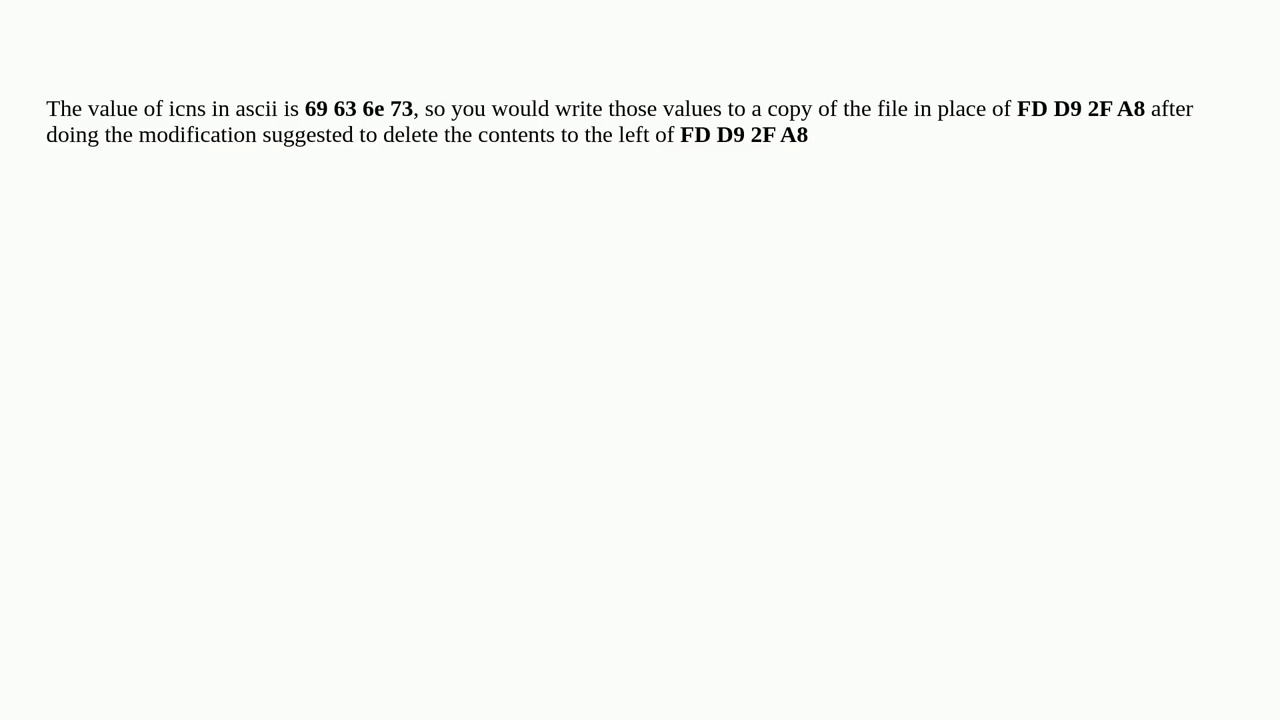 The value of icns in ascii is 69 63 6e 73, so you would write those values to a copy of the file in place of FD D9 2F A8 after
doing the modification suggested to delete the contents to the left of FD D9 2F A8